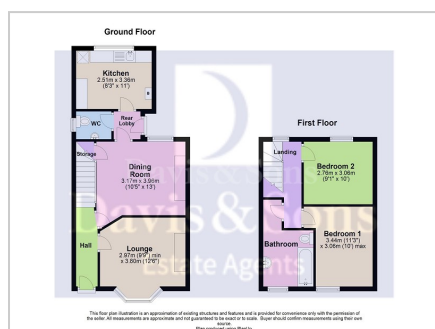 Ground Floor
Kitchen
2.51m x 3.36m
(8'3" x 11')
WC
Rear
Lobby
Storage
Dining
Room
3.17m x 3.95m
(10'5" x 13')
Hall
Lounge
2.97m (9'9") min
x 3.80m (12'6")
First Floor
Landing
Bedroom 2
2.76m x 3.06m
(9'1" x 10')
Bedroom 1
3.44m (11'3")
x 3.06m (10') max
Bathroom
Davis & Sons
Estate Agents
This floor plan illustration is an approximation of existing structures and features and is provided for convenience only with the permission of
the seller. All measurements are approximate and not guaranteed to be exact or to scale. Buyer should confirm measurements using their own
source.